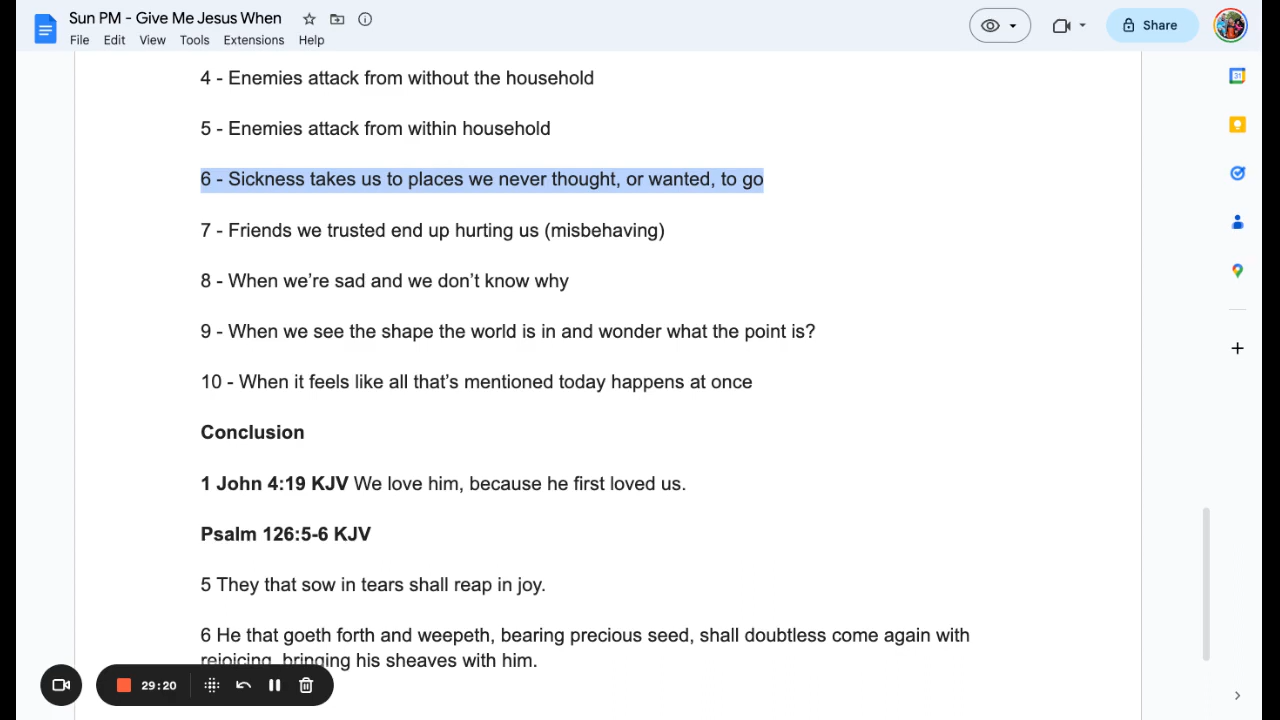 Sun PM - Give Me Jesus When
File Edit View Tools Extensions Help
Share
4 - Enemies attack from without the household
5 - Enemies attack from within household
6 - Sickness takes us to places we never thought, or wanted, to go
7 - Friends we trusted end up hurting us (misbehaving)
8 - When we’re sad and we don’t know why
9 - When we see the shape the world is in and wonder what the point is?
10 - When it feels like all that’s mentioned today happens at once
Conclusion
1 John 4:19 KJV We love him, because he first loved us.
Psalm 126:5-6 KJV
5 They that sow in tears shall reap in joy.
6 He that goeth forth and weepeth, bearing precious seed, shall doubtless come again with
rejoicing, bringing his sheaves with him.
29:20
31